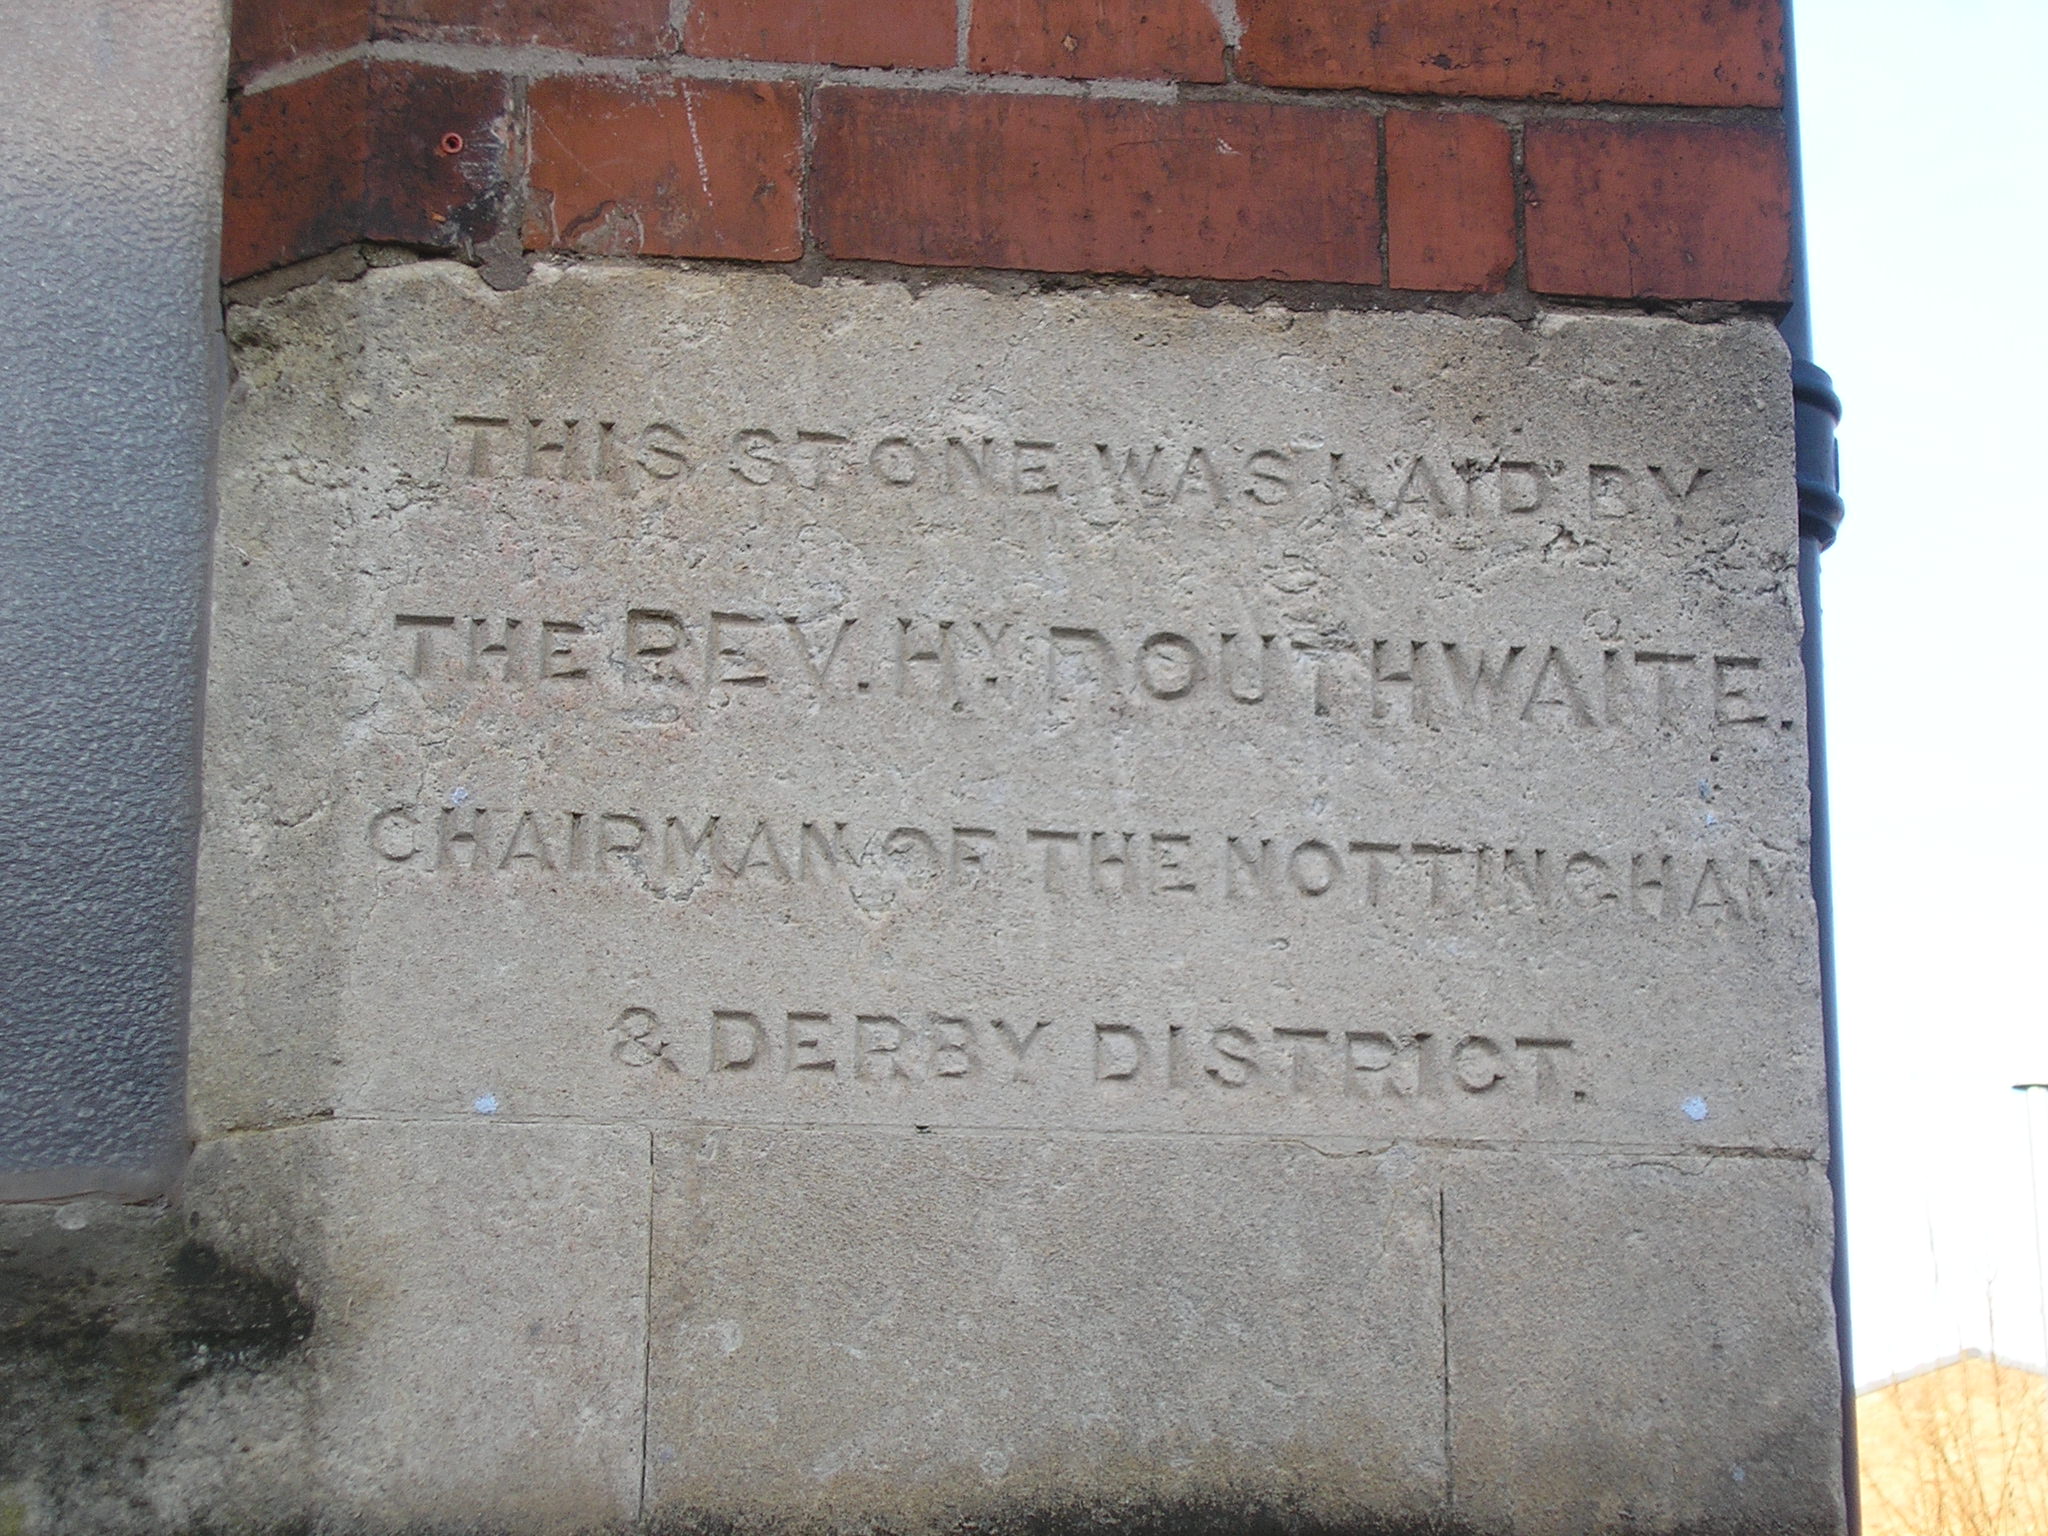 THIS STONE WAS LAID BY
THE REV. HY. DOUTHWAITE.
CHAIRMAN OF THE NOTTINGHAM
& DERBY DISTRICT.